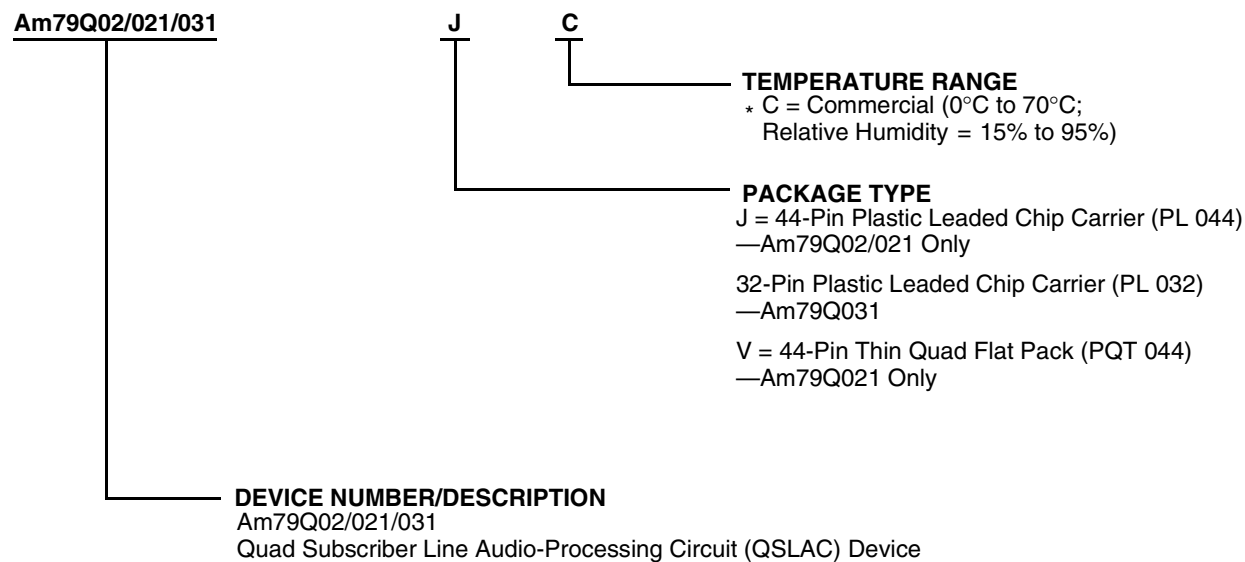 Am79Q02/021/031 J C
TEMPERATURE RANGE
* C = Commercial (0°C to 70°C;
Relative Humidity = 15% to 95%)
PACKAGE TYPE
J = 44-Pin Plastic Leaded Chip Carrier (PL 044)
—Am79Q02/021 Only
32-Pin Plastic Leaded Chip Carrier (PL 032)
—Am79Q031
V = 44-Pin Thin Quad Flat Pack (PQT 044)
—Am79Q021 Only
DEVICE NUMBER/DESCRIPTION
Am79Q02/021/031
Quad Subscriber Line Audio-Processing Circuit (QSLAC) Device